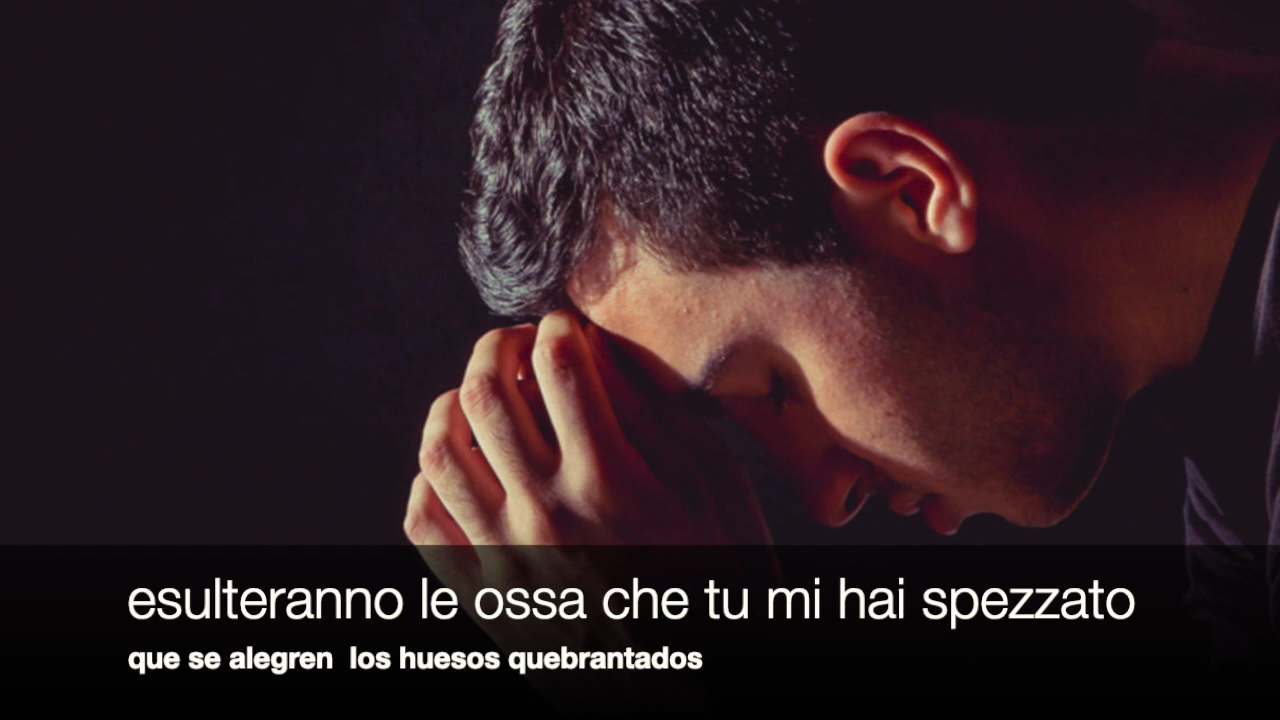 esulteranno le ossa che tu mi hai spezzato
que se alegren los huesos quebrantados